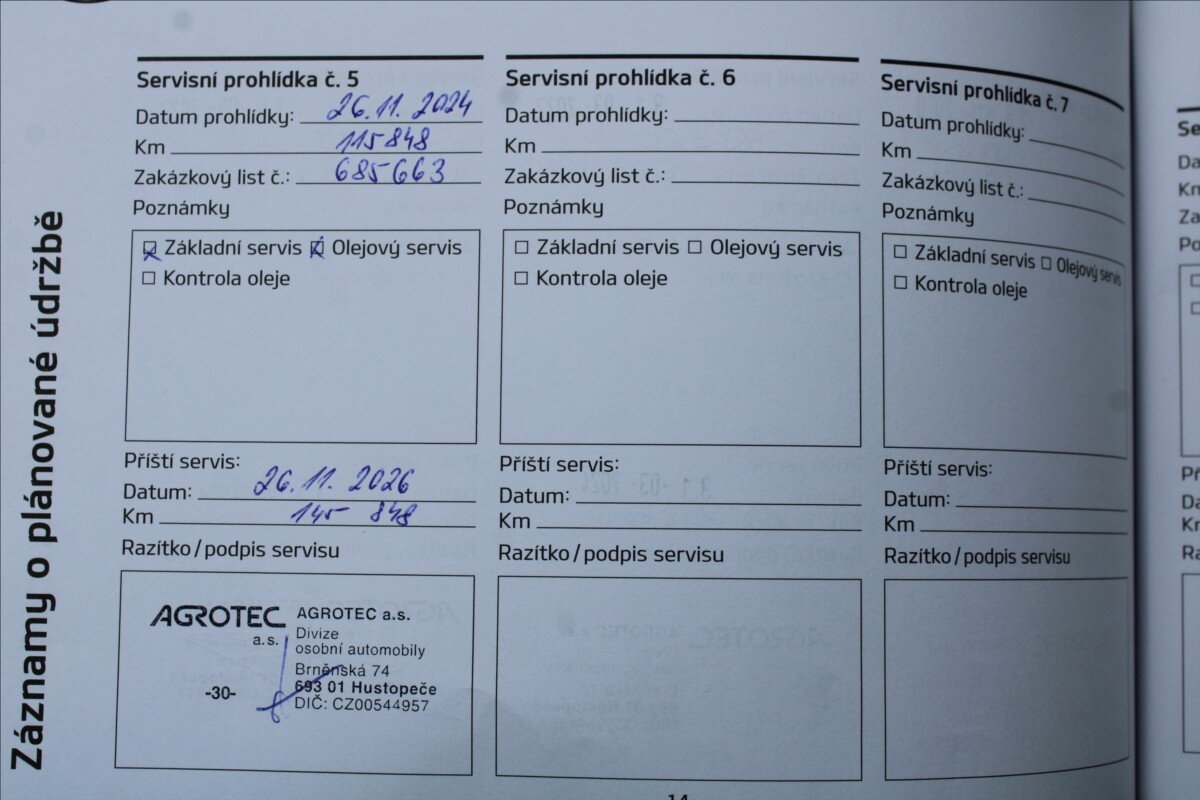 Záznamy o plánované údržbě
Servisní prohlídka č. 5
Datum prohlídky: 26.11. 2024
Km 115848
Zakázkový list č.: 685663
Poznámky
Základní servis Olejový servis
Kontrola oleje
Příští servis:
Datum: 26.11. 2026
Km 145 848
Razítko/podpis servisu
AGROTEC a.s.
-30-
AGROTEC a.s.
Divize
osobní automobily
Brněnská 74
693 01 Hustopeče
DIČ: CZ00544957
Servisní prohlídka č. 6
Datum prohlídky:
Km
Zakázkový list č.:
Poznámky
Základní servis Olejový servis
Kontrola oleje
Příští servis:
Datum:
Km
Razítko/podpis servisu
Servisní prohlídka č. 7
Datum prohlídky:
Km
Zakázkový list č.:
Poznámky
Základní servis Olejový servis
Kontrola oleje
Příští servis:
Datum:
Km
Razítko/podpis servisu